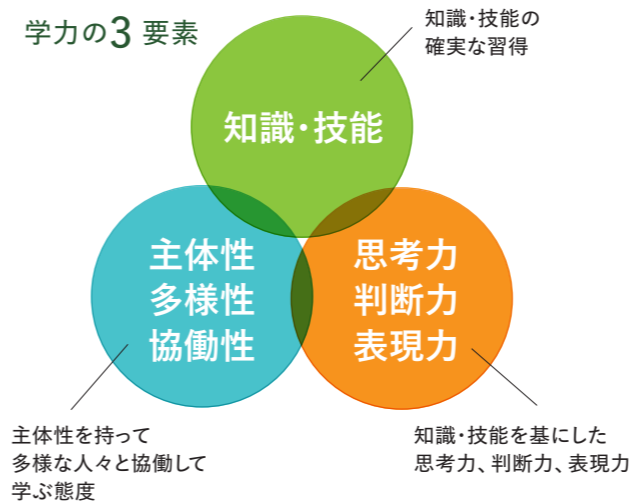 学力の3要素
知識・技能の
確実な習得
知識・技能
主体性
多様性
協働性
思考力
判断力
表現力
主体性を持って
多様な人々と協働して
学ぶ態度
知識・技能を基にした
思考力、判断力、表現力